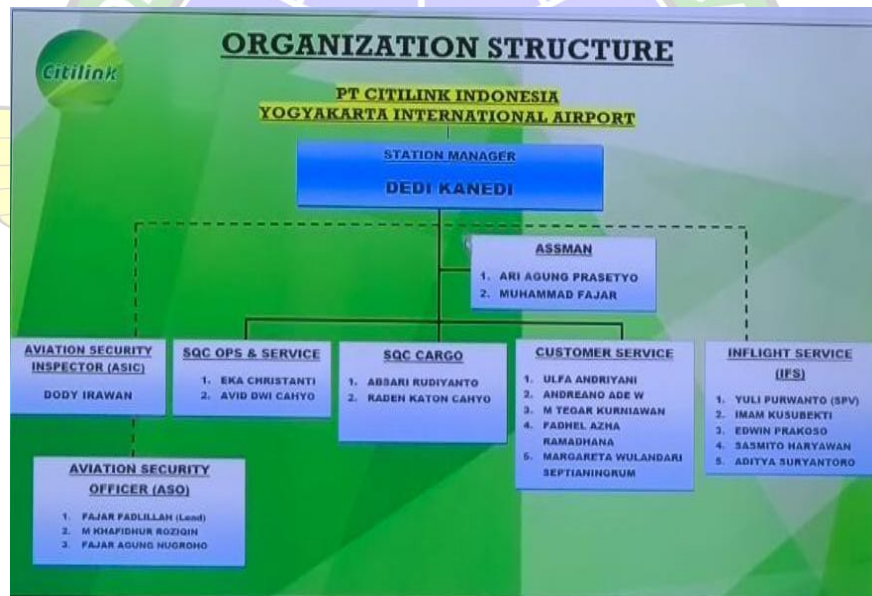 Citilink
ORGANIZATION STRUCTURE
PT CITILINK INDONESIA
YOGYAKARTA INTERNATIONAL AIRPORT
STATION MANAGER
DEDI KANEDI
ASSMAN
1. ARI AGUNG PRASETYO
2. MUHAMMAD FAJAR
AVIATION SECURITY
INSPECTOR (ASIC)
DODY IRAWAN
SQC OPS & SERVICE
1. EKA CHRISTANTI
2. AVID DWI CAHYO
SQC CARGO
1. ABSARI RUDIYANTO
2. RADEN KATON CAHYO
CUSTOMER SERVICE
1. ULFA ANDRIYANI
2. ANDREANO ADE W
3. M TEGAR KURNIAWAN
4. FADHEL AZHA
RAMADHANA
5. MARGARETA WULANDARI
SEPTIANINGRUM
INFLIGHT SERVICE
(IFS)
1. YULI PURWANTO (SPV)
2. IMAM KUSUBEKTI
3. EDWIN PRAKOSO
4. SASMITO HARYAWAN
5. ADITYA SURYANTORO
AVIATION SECURITY
OFFICER (ASO)
1. FAJAR FADLILLAH (Lead)
2. M KHAFIDHUR ROZIQIN
3. FAJAR AGUNG NUGROHO